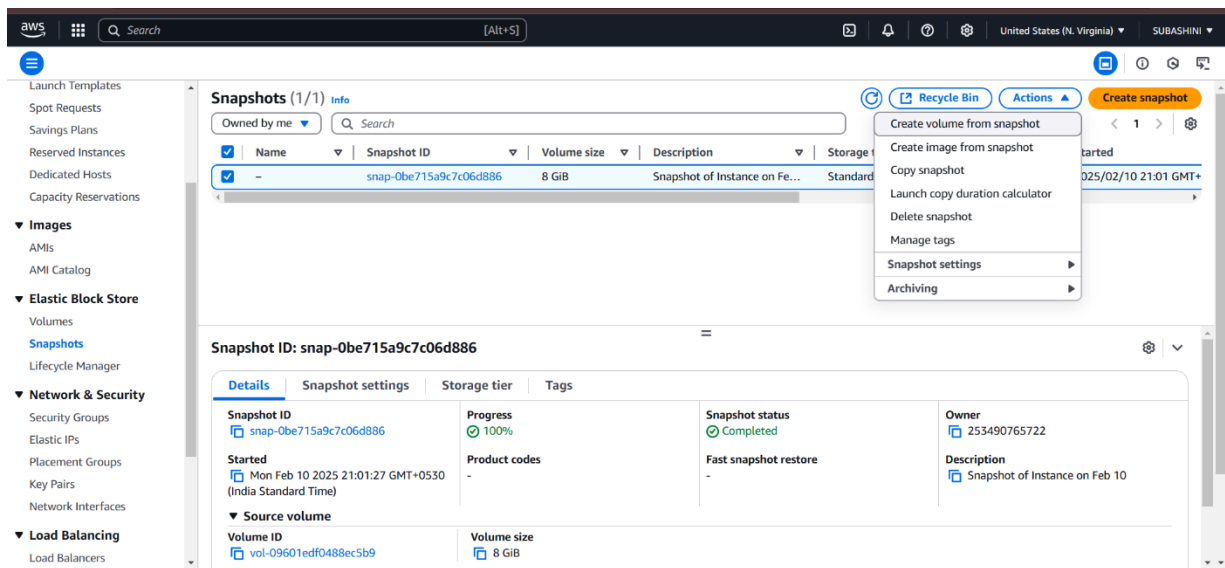 aws
Search [Alt+S]
United States (N. Virginia) ▼ SUBASHINI ▼
Launch Templates
Spot Requests
Savings Plans
Reserved Instances
Dedicated Hosts
Capacity Reservations
▼ Images
AMIs
AMI Catalog
▼ Elastic Block Store
Volumes
Snapshots
Lifecycle Manager
▼ Network & Security
Security Groups
Elastic IPs
Placement Groups
Key Pairs
Network Interfaces
▼ Load Balancing
Load Balancers
Snapshots (1/1) Info
Recycle Bin
Actions ▲
Create snapshot
Owned by me ▼
Search
< 1 >
Name
Snapshot ID
Volume size
Description
Storage t
tarted
–
snap-0be715a9c7c06d886
8 GiB
Snapshot of Instance on Fe...
Standard
025/02/10 21:01 GMT+
Create volume from snapshot
Create image from snapshot
Copy snapshot
Launch copy duration calculator
Delete snapshot
Manage tags
Snapshot settings ▶
Archiving ▶
Snapshot ID: snap-0be715a9c7c06d886
Details
Snapshot settings
Storage tier
Tags
Snapshot ID
snap-0be715a9c7c06d886
Progress
100%
Snapshot status
Completed
Owner
253490765722
Started
Mon Feb 10 2025 21:01:27 GMT+0530
(India Standard Time)
Product codes
-
Fast snapshot restore
-
Description
Snapshot of Instance on Feb 10
▼ Source volume
Volume ID
vol-09601edf0488ec5b9
Volume size
8 GiB